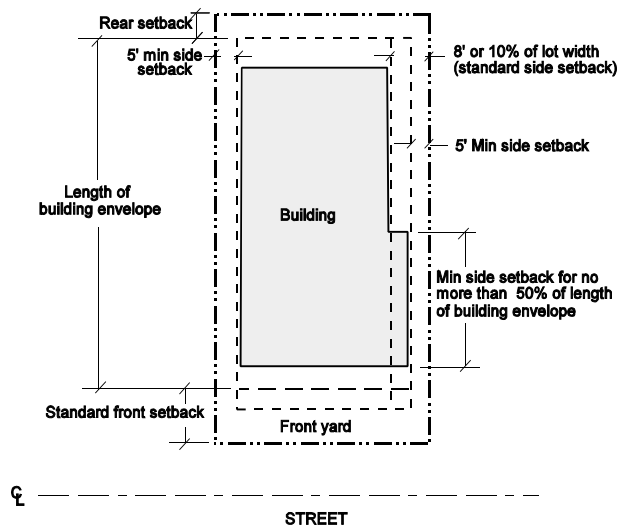 Rear setback
5' min side
setback
8' or 10% of lot width
(standard side setback)
5' Min side setback
Length of
building envelope
Building
Min side setback for no
more than 50% of length
of building envelope
Standard front setback
Front yard
℄
STREET